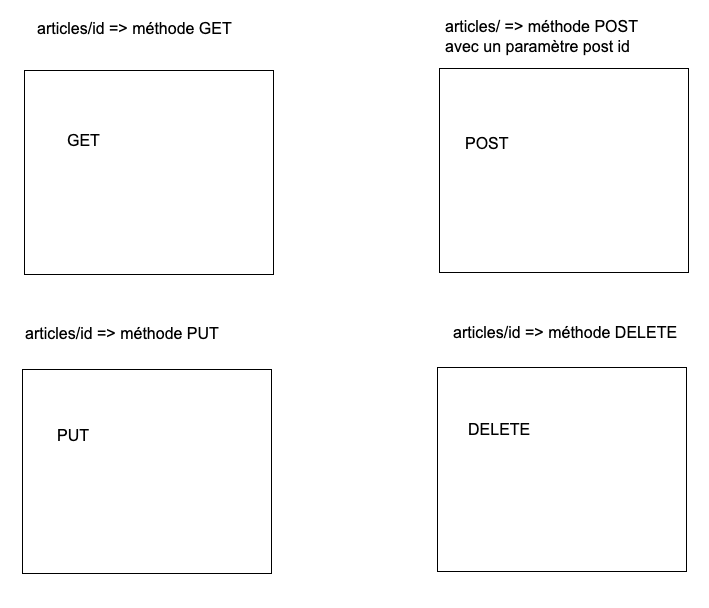 articles/id => méthode GET
articles/ => méthode POST
avec un paramètre post id
GET
POST
articles/id => méthode PUT
articles/id => méthode DELETE
PUT
DELETE